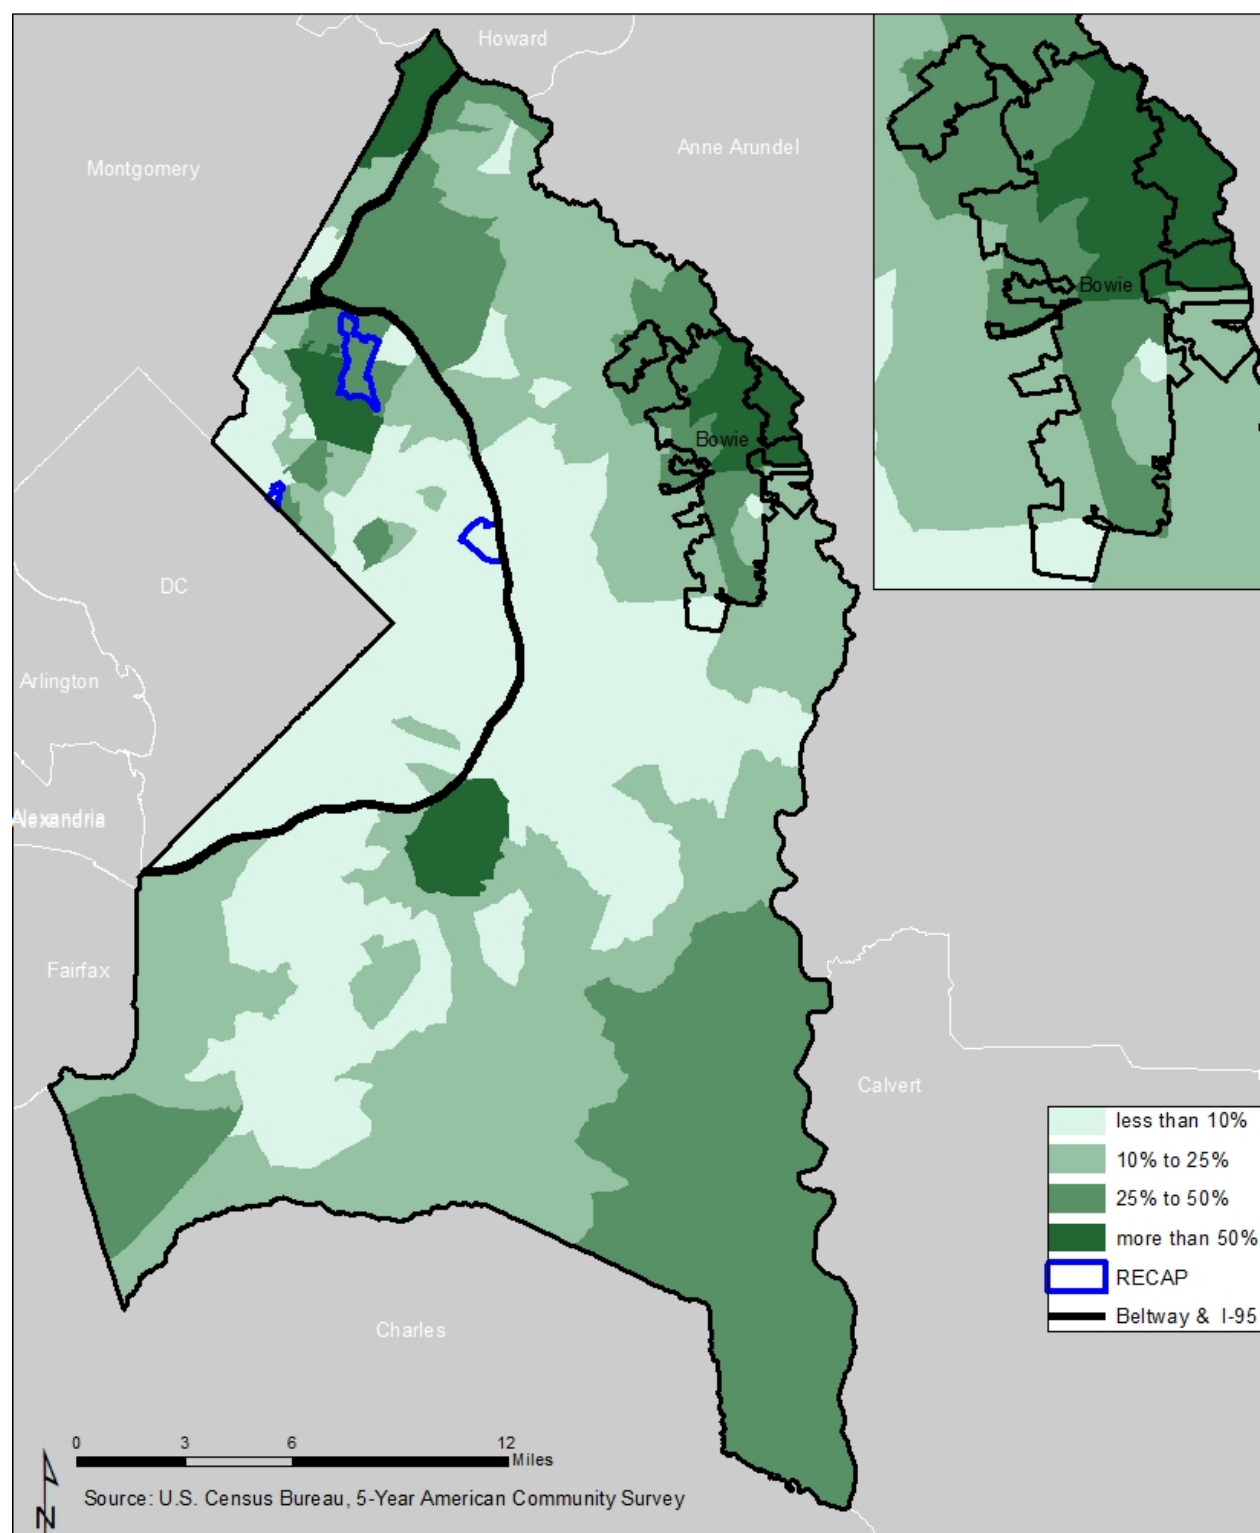 Howard
Anne Arundel
Montgomery
Bowie
Bowie
DC
Arlington
Alexandria
Fairfax
Calvert
less than 10%
10% to 25%
25% to 50%
more than 50%
RECAP
Beltway & I-95
Charles
0 3 6 12
Miles
Source: U.S. Census Bureau, 5-Year American Community Survey
N